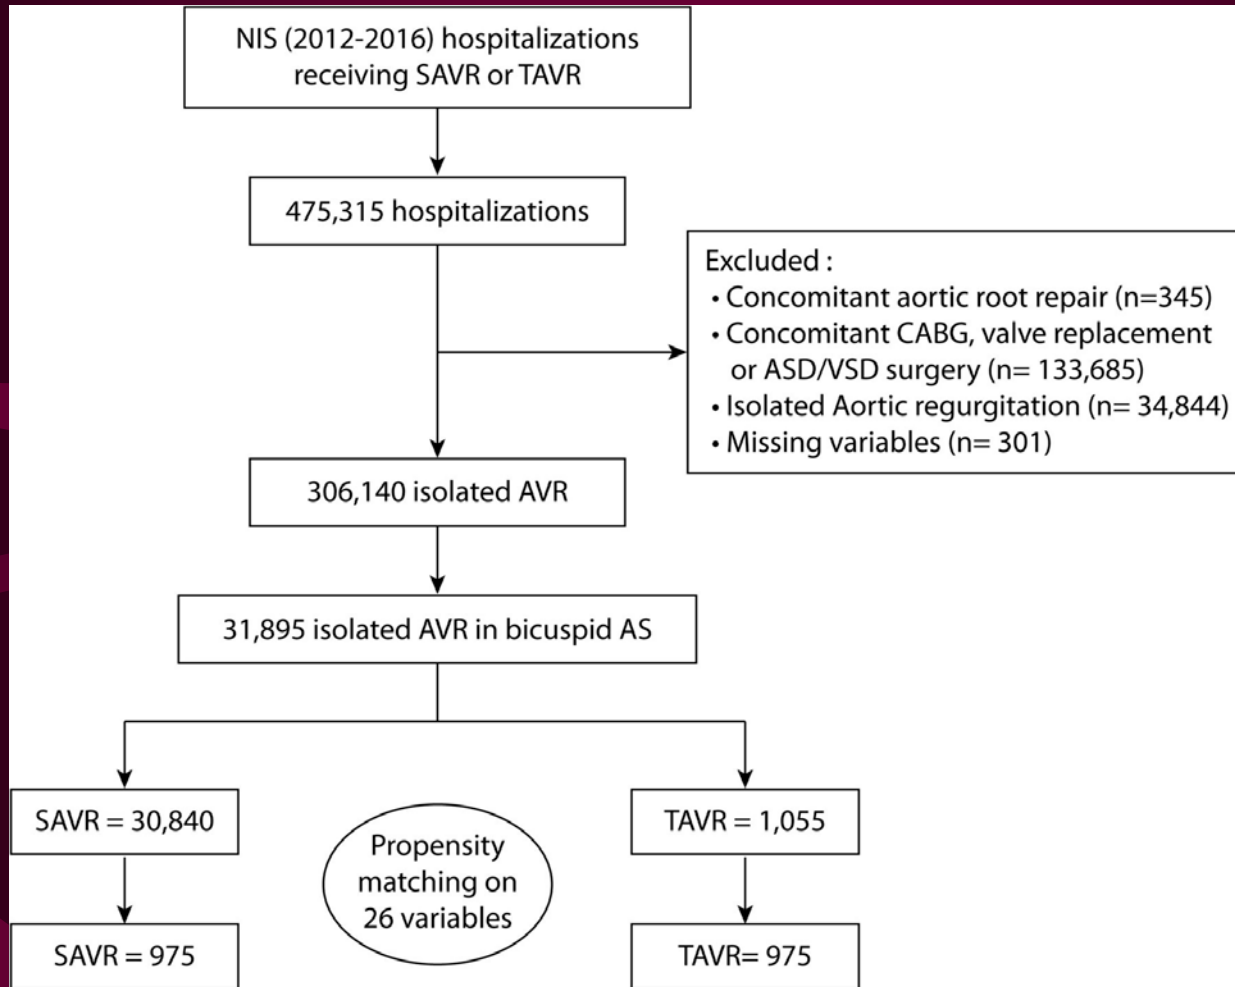 NIS (2012-2016) hospitalizations
receiving SAVR or TAVR
475,315 hospitalizations
Excluded :
• Concomitant aortic root repair (n=345)
• Concomitant CABG, valve replacement
or ASD/VSD surgery (n= 133,685)
• Isolated Aortic regurgitation (n= 34,844)
• Missing variables (n= 301)
306,140 isolated AVR
31,895 isolated AVR in bicuspid AS
SAVR = 30,840
TAVR = 1,055
Propensity
matching on
26 variables
SAVR = 975
TAVR= 975